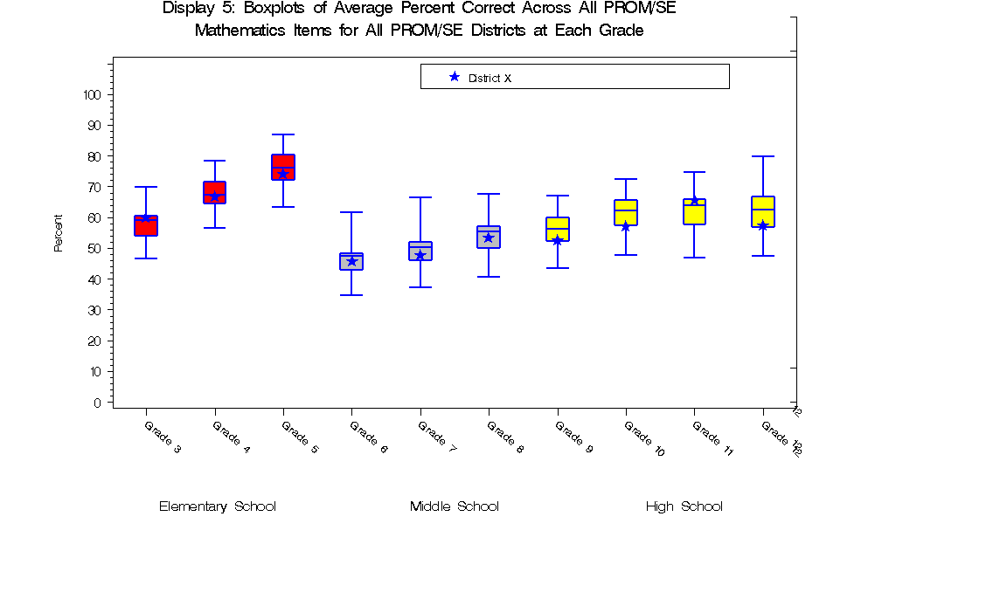 Display 5: Boxplots of Average Percent Correct Across All PROM/SE
Mathematics Items for All PROM/SE Districts at Each Grade
District X
100
90
80
70
60
50
40
30
20
10
0
Percent
12
Grade 3
Grade 4
Grade 5
Grade 6
Grade 7
Grade 8
Grade 9
Grade 10
Grade 11
Grade 12
12
Elementary School
Middle School
High School